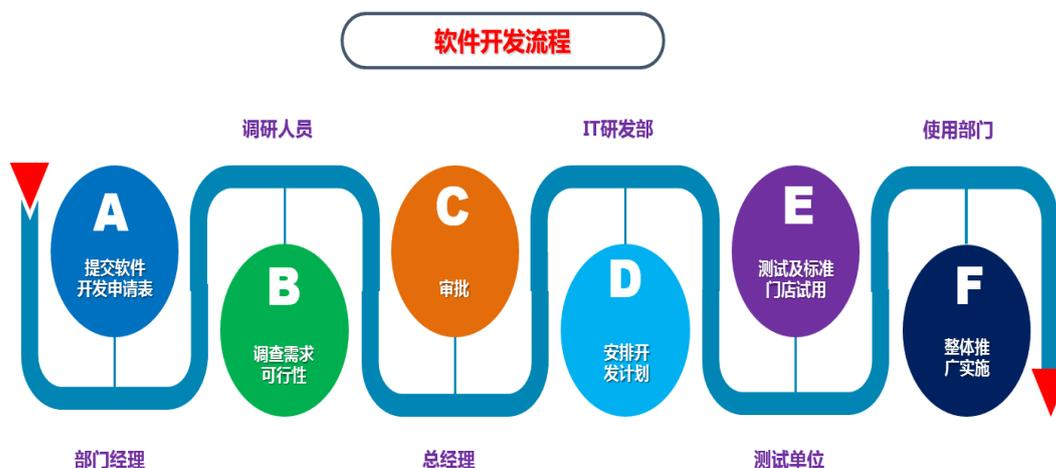 软件开发流程
调研人员
IT研发部
使用部门
A
提交软件
开发申请表
B
调查需求
可行性
C
审批
D
安排开
发计划
E
测试及标准
门店试用
F
整体推
广实施
部门经理
总经理
测试单位